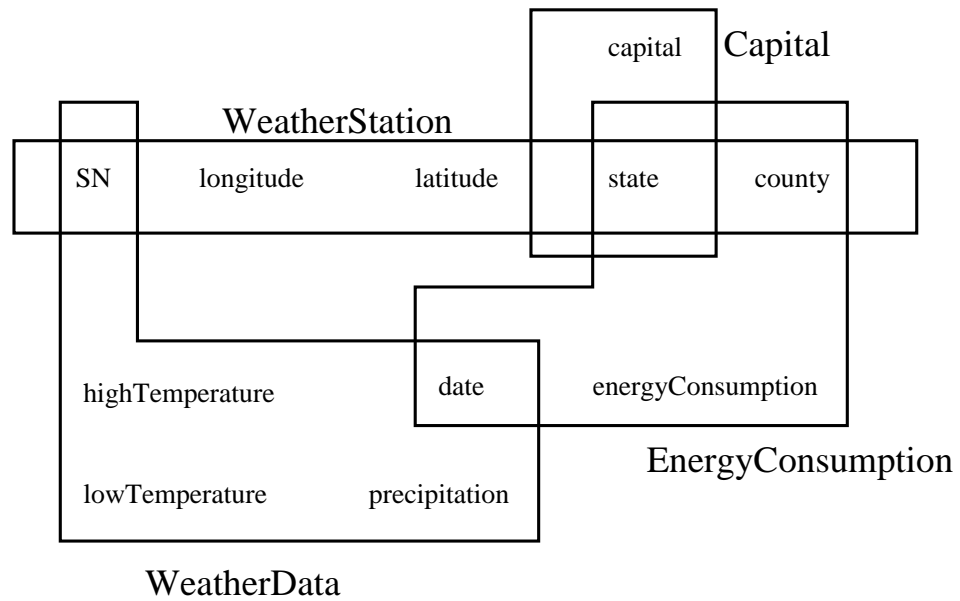 capital Capital
WeatherStation
SN longitude latitude state county
highTemperature date energyConsumption
EnergyConsumption
lowTemperature precipitation
WeatherData